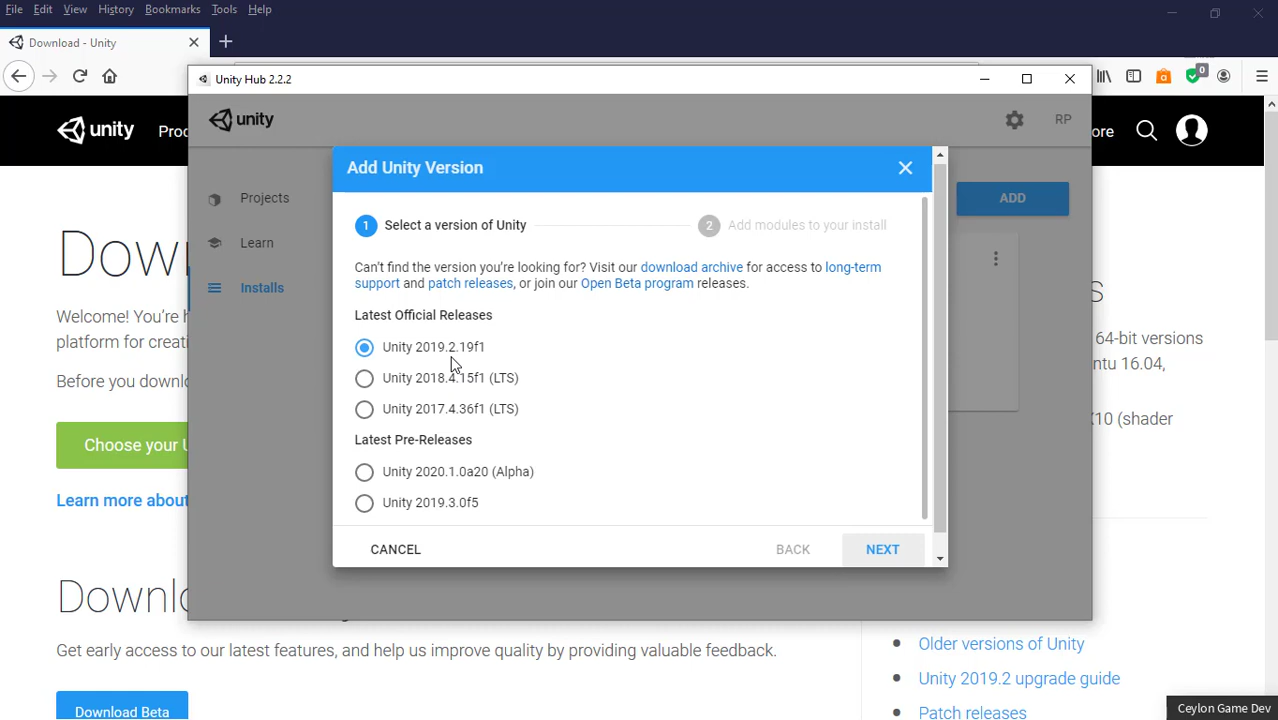 File Edit View History Bookmarks Tools Help
Download - Unity
Unity Hub 2.2.2
0
unity
Proc
unity
RP
ore
Add Unity Version
Projects
Learn
Installs
ADD
1 Select a version of Unity
2 Add modules to your install
Can't find the version you're looking for? Visit our download archive for access to long-term
support and patch releases, or join our Open Beta program releases.
Latest Official Releases
Unity 2019.2.19f1
Unity 2018.4.15f1 (LTS)
Unity 2017.4.36f1 (LTS)
Latest Pre-Releases
Unity 2020.1.0a20 (Alpha)
Unity 2019.3.0f5
CANCEL
BACK
NEXT
Dow
Welcome! You're h
platform for creati
Before you downl
Choose your U
Learn more about
Downl
Get early access to our latest features, and help us improve quality by providing valuable feedback.
Download Beta
s
64-bit versions
ntu 16.04,
X10 (shader
Older versions of Unity
Unity 2019.2 upgrade guide
Patch releases
Ceylon Game Dev